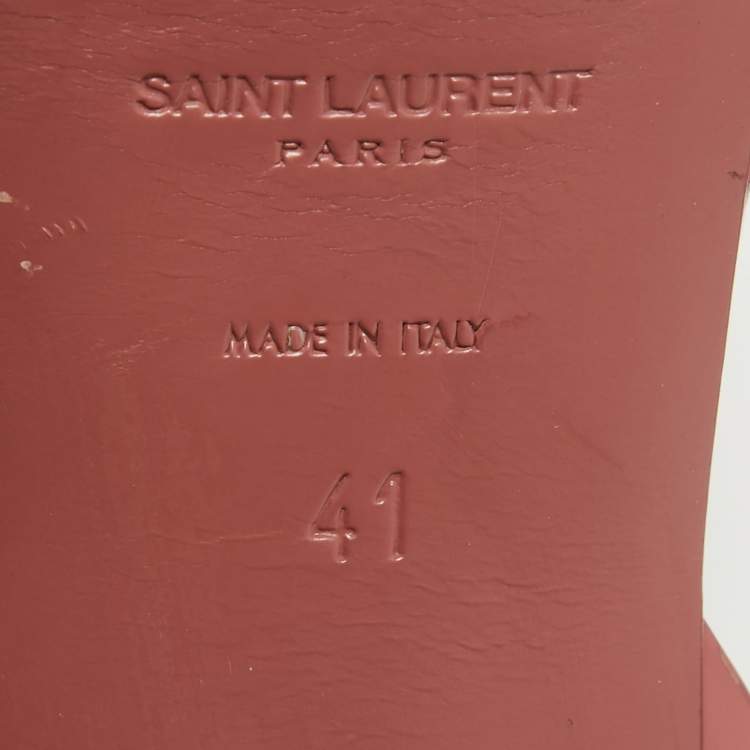 SAINT LAURENT
PARIS
MADE IN ITALY
41